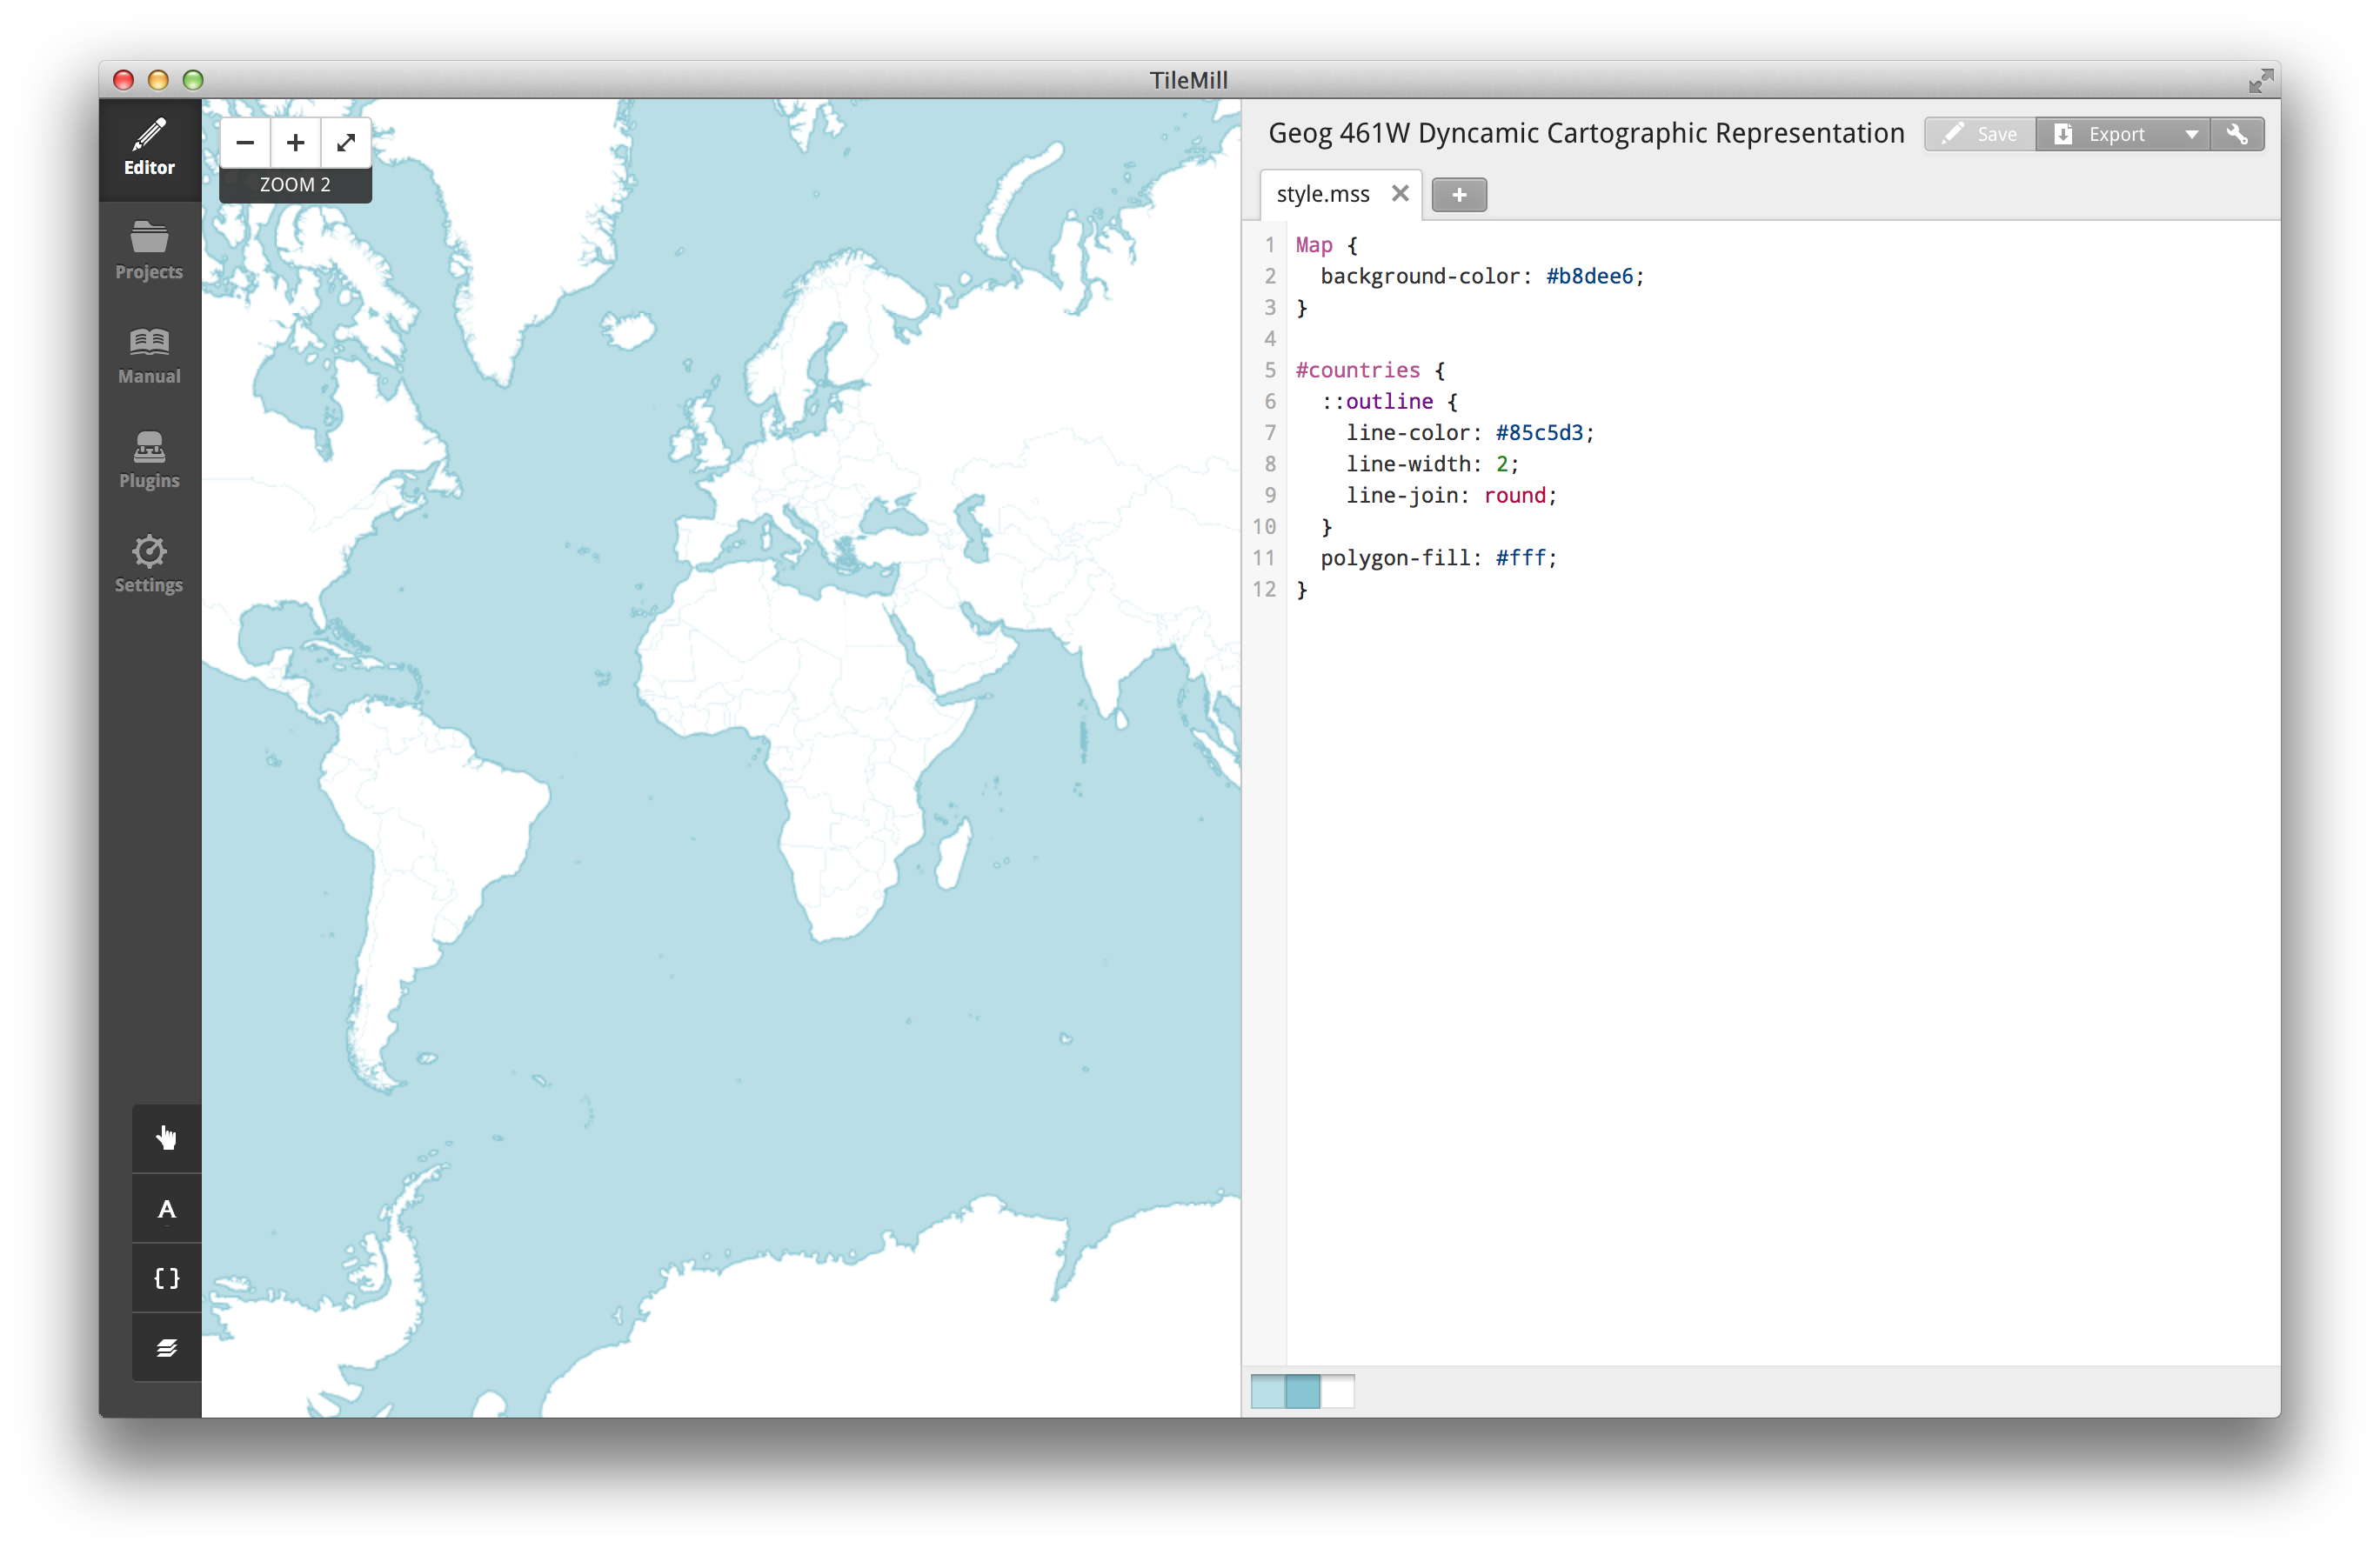 TileMill
Editor
Projects
Manual
Plugins
Settings
ZOOM 2
A
{ }
Geog 461W Dyncamic Cartographic Representation
Save
Export
style.mss
1 Map {
2 background-color: #b8dee6;
3 }
4
5 #countries {
6 ::outline {
7 line-color: #85c5d3;
8 line-width: 2;
9 line-join: round;
10 }
11 polygon-fill: #fff;
12 }